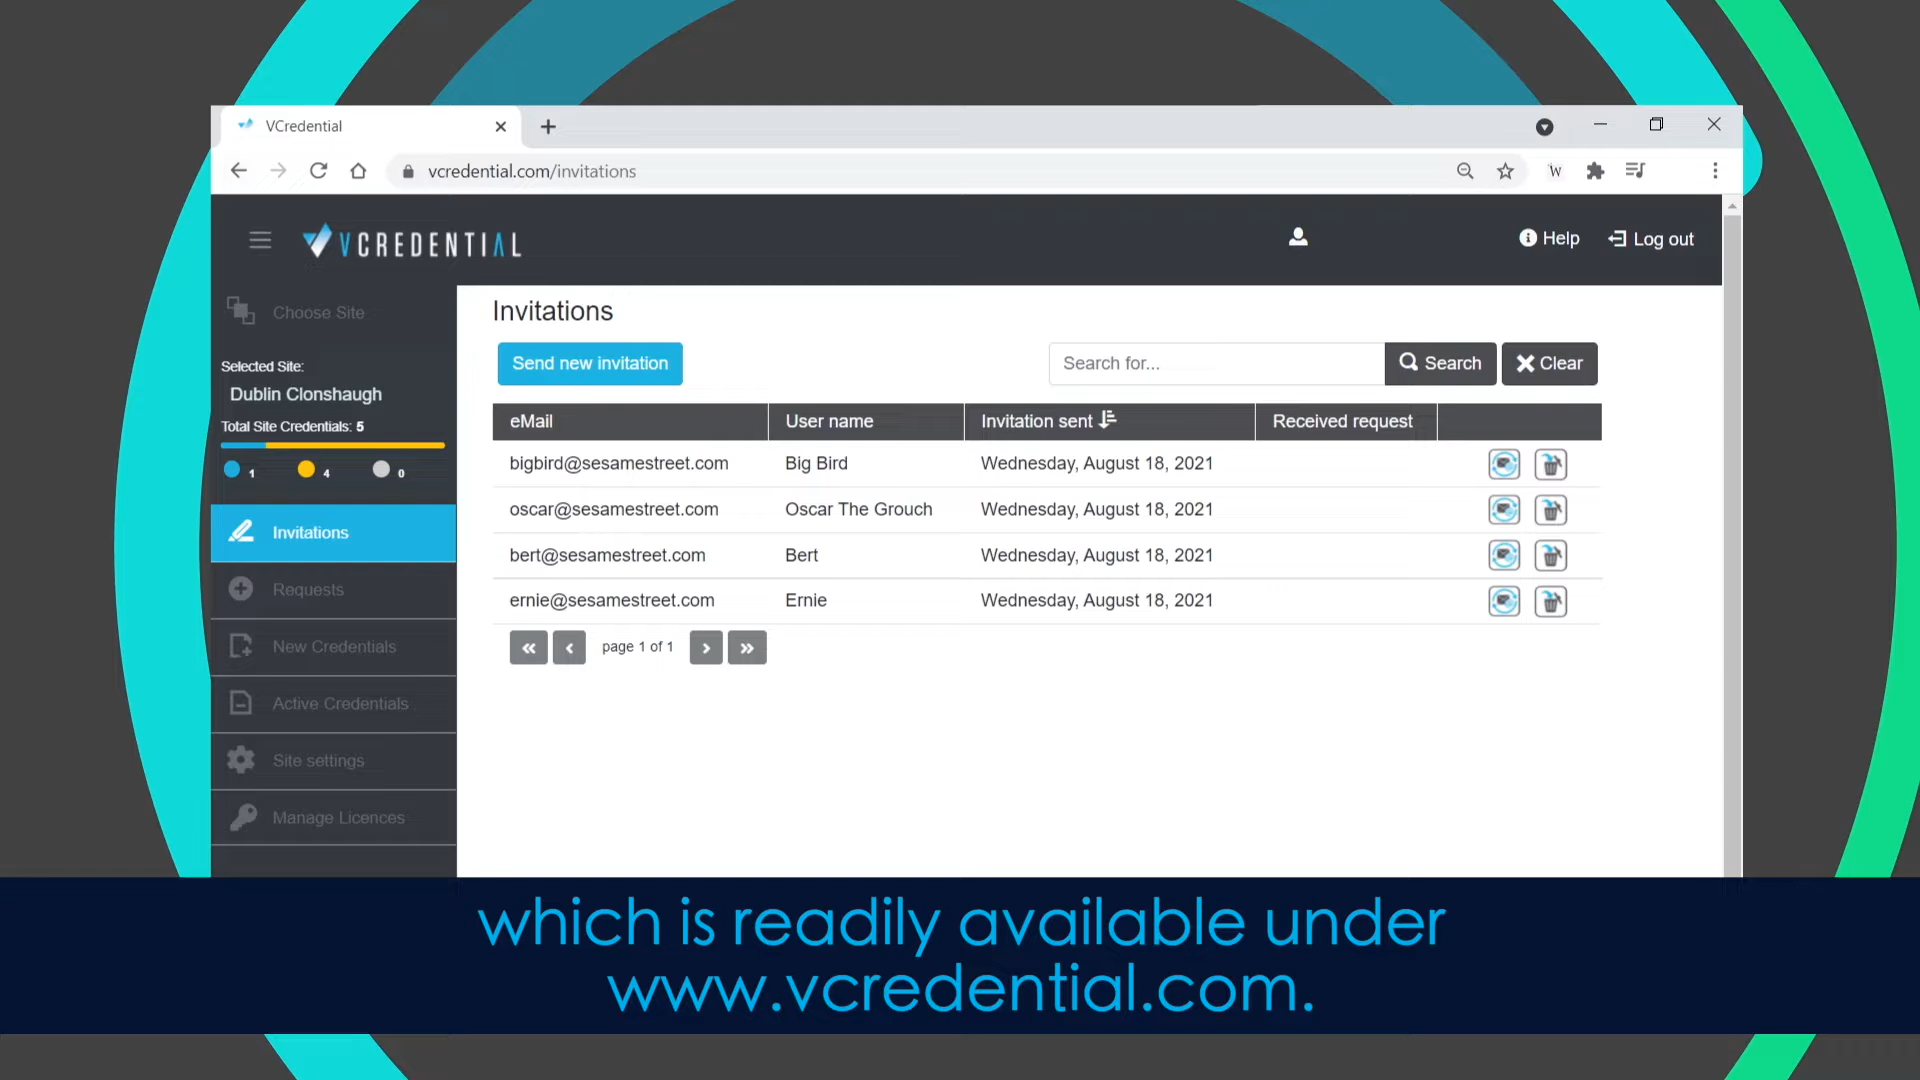 VCredential
vcredential.com/invitations
W
VCREDENTIAL
Help
Log out
Choose Site
Selected Site:
Dublin Clonshaugh
Total Site Credentials: 5
1 4 0
Invitations
Requests
New Credentials
Active Credentials
Site settings
Manage Licences
Invitations
Send new invitation
Search for...
Search
Clear
eMail User name Invitation sent Received request
bigbird@sesamestreet.com Big Bird Wednesday, August 18, 2021
oscar@sesamestreet.com Oscar The Grouch Wednesday, August 18, 2021
bert@sesamestreet.com Bert Wednesday, August 18, 2021
ernie@sesamestreet.com Ernie Wednesday, August 18, 2021
« ‹ page 1 of 1 › »
which is readily available under
www.vcredential.com.